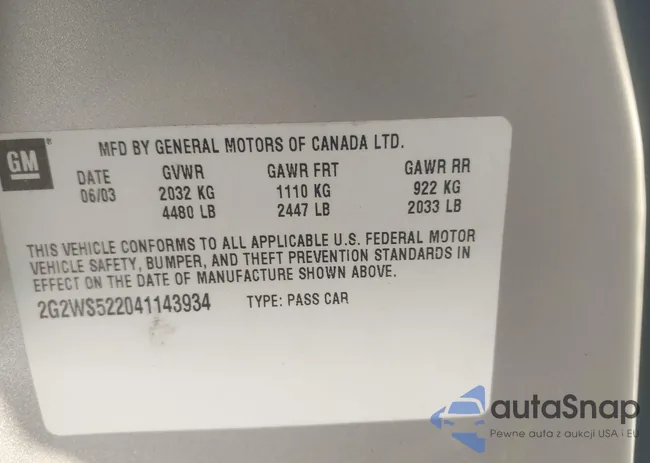 GM
MFD BY GENERAL MOTORS OF CANADA LTD.
DATE GVWR GAWR FRT GAWR RR
06/03 2032 KG 1110 KG 922 KG
4480 LB 2447 LB 2033 LB
THIS VEHICLE CONFORMS TO ALL APPLICABLE U.S. FEDERAL MOTOR
VEHICLE SAFETY, BUMPER, AND THEFT PREVENTION STANDARDS IN
EFFECT ON THE DATE OF MANUFACTURE SHOWN ABOVE.
2G2WS522041143934 TYPE: PASS CAR
autaSnap
Pewne auta z aukcji USA i EU